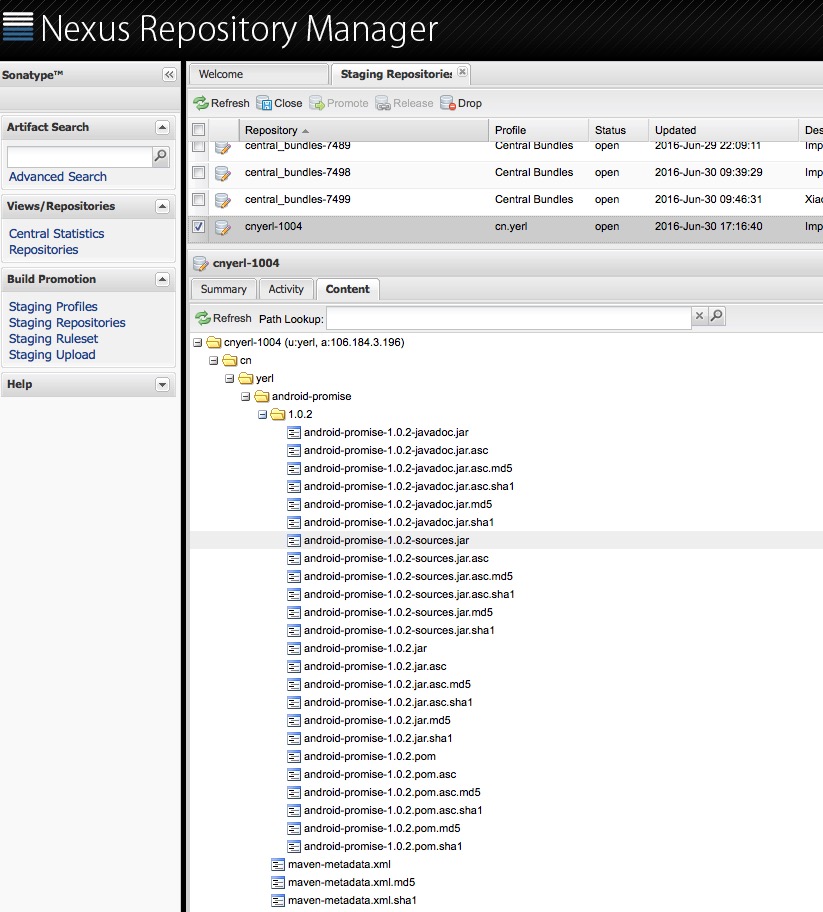 Nexus Repository Manager
Sonatype™
Welcome
Staging Repositories
Refresh Close Promote Release Drop
Artifact Search
Advanced Search
Views/Repositories
Central Statistics
Repositories
Build Promotion
Staging Profiles
Staging Repositories
Staging Ruleset
Staging Upload
Help
Repository Profile Status Updated Des
central_bundles-7489 Central Bundles open 2016-Jun-29 22:09:11 Imp
central_bundles-7498 Central Bundles open 2016-Jun-30 09:39:29 Imp
central_bundles-7499 Central Bundles open 2016-Jun-30 09:46:31 Xia
cnyerl-1004 cn.yerl open 2016-Jun-30 17:16:40 Imp
cnyerl-1004
Summary Activity Content
Refresh Path Lookup:
cnyerl-1004 (u:yerl, a:106.184.3.196)
cn
yerl
android-promise
1.0.2
android-promise-1.0.2-javadoc.jar
android-promise-1.0.2-javadoc.jar.asc
android-promise-1.0.2-javadoc.jar.asc.md5
android-promise-1.0.2-javadoc.jar.asc.sha1
android-promise-1.0.2-javadoc.jar.md5
android-promise-1.0.2-javadoc.jar.sha1
android-promise-1.0.2-sources.jar
android-promise-1.0.2-sources.jar.asc
android-promise-1.0.2-sources.jar.asc.md5
android-promise-1.0.2-sources.jar.asc.sha1
android-promise-1.0.2-sources.jar.md5
android-promise-1.0.2-sources.jar.sha1
android-promise-1.0.2.jar
android-promise-1.0.2.jar.asc
android-promise-1.0.2.jar.asc.md5
android-promise-1.0.2.jar.asc.sha1
android-promise-1.0.2.jar.md5
android-promise-1.0.2.jar.sha1
android-promise-1.0.2.pom
android-promise-1.0.2.pom.asc
android-promise-1.0.2.pom.asc.md5
android-promise-1.0.2.pom.asc.sha1
android-promise-1.0.2.pom.md5
android-promise-1.0.2.pom.sha1
maven-metadata.xml
maven-metadata.xml.md5
maven-metadata.xml.sha1